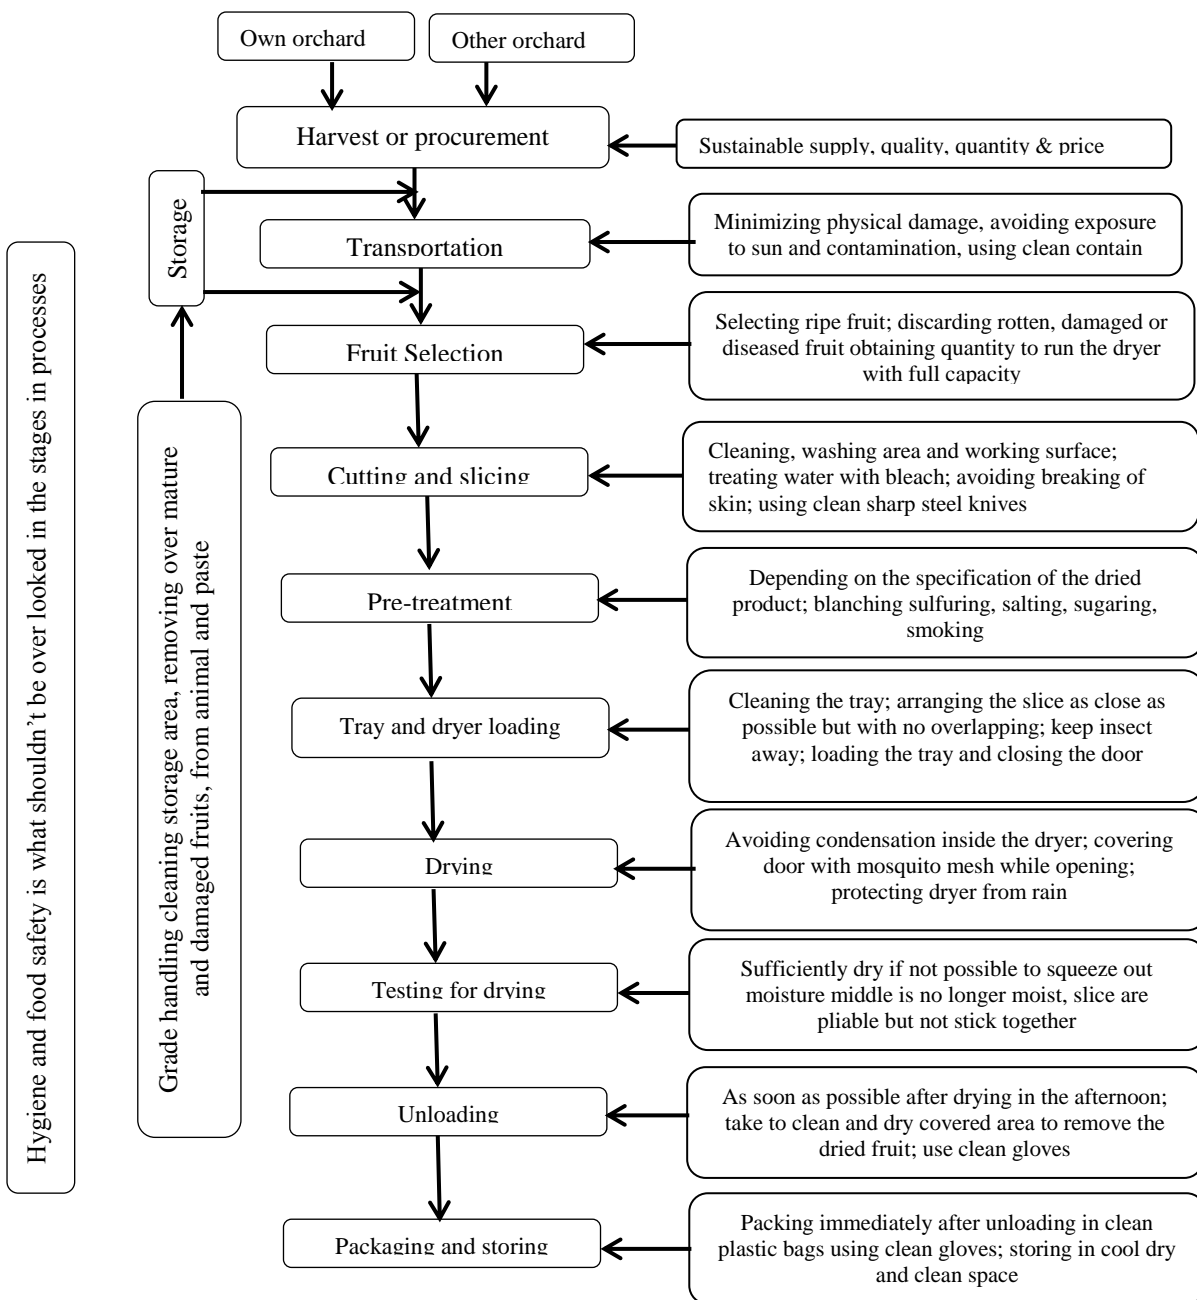 Own orchard
Other orchard
Harvest or procurement
Sustainable supply, quality, quantity & price
Storage
Transportation
Minimizing physical damage, avoiding exposure
to sun and contamination, using clean contain
Fruit Selection
Selecting ripe fruit; discarding rotten, damaged or
diseased fruit obtaining quantity to run the dryer
with full capacity
Cutting and slicing
Cleaning, washing area and working surface;
treating water with bleach; avoiding breaking of
skin; using clean sharp steel knives
Pre-treatment
Depending on the specification of the dried
product; blanching sulfuring, salting, sugaring,
smoking
Tray and dryer loading
Cleaning the tray; arranging the slice as close as
possible but with no overlapping; keep insect
away; loading the tray and closing the door
Drying
Avoiding condensation inside the dryer; covering
door with mosquito mesh while opening;
protecting dryer from rain
Testing for drying
Sufficiently dry if not possible to squeeze out
moisture middle is no longer moist, slice are
pliable but not stick together
Unloading
As soon as possible after drying in the afternoon;
take to clean and dry covered area to remove the
dried fruit; use clean gloves
Packaging and storing
Packing immediately after unloading in clean
plastic bags using clean gloves; storing in cool dry
and clean space
Grade handling cleaning storage area, removing over mature
and damaged fruits, from animal and paste
Hygiene and food safety is what shouldn’t be over looked in the stages in processes